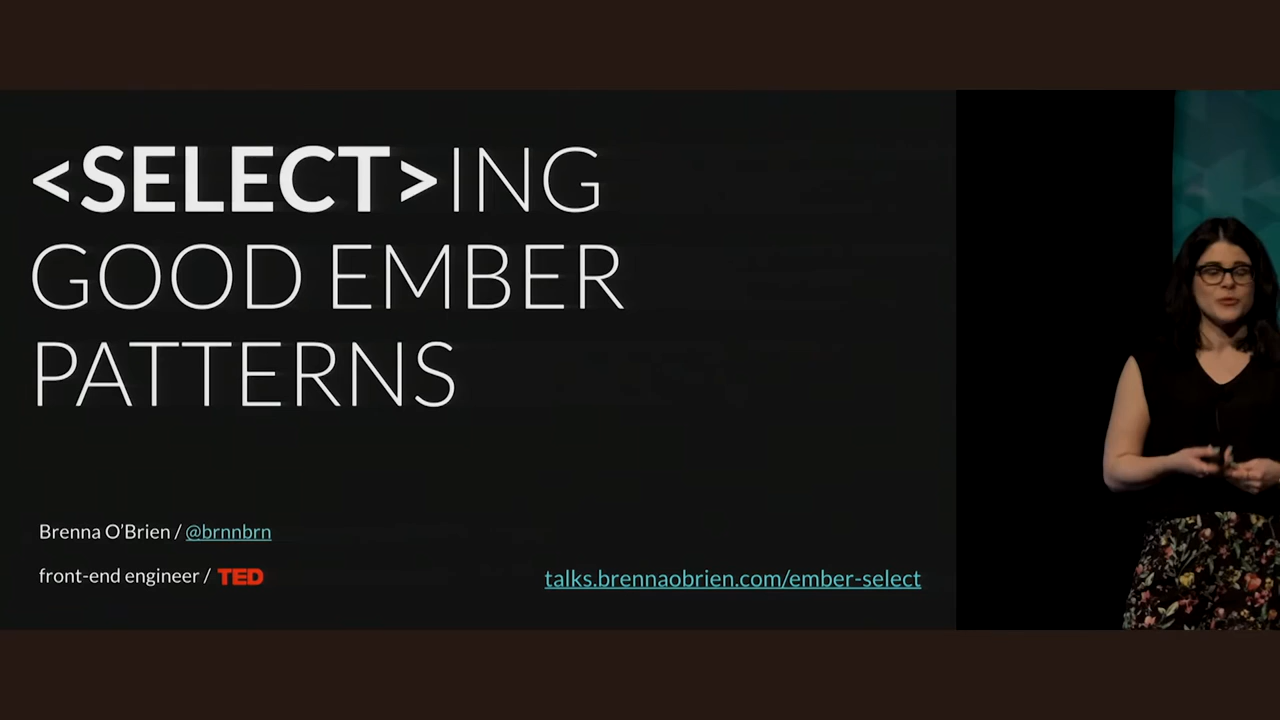 <SELECT>ING
GOOD EMBER
PATTERNS
Brenna O'Brien / @brnnbrn
front-end engineer / TED
talks.brennaobrien.com/ember-select